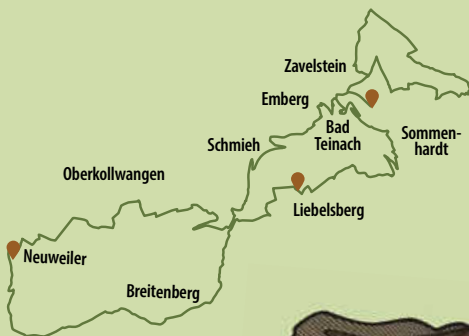 Zavelstein
Emberg
Bad
Teinach
Sommen-
hardt
Schmieh
Oberkollwangen
Liebelsberg
Neuweiler
Breitenberg